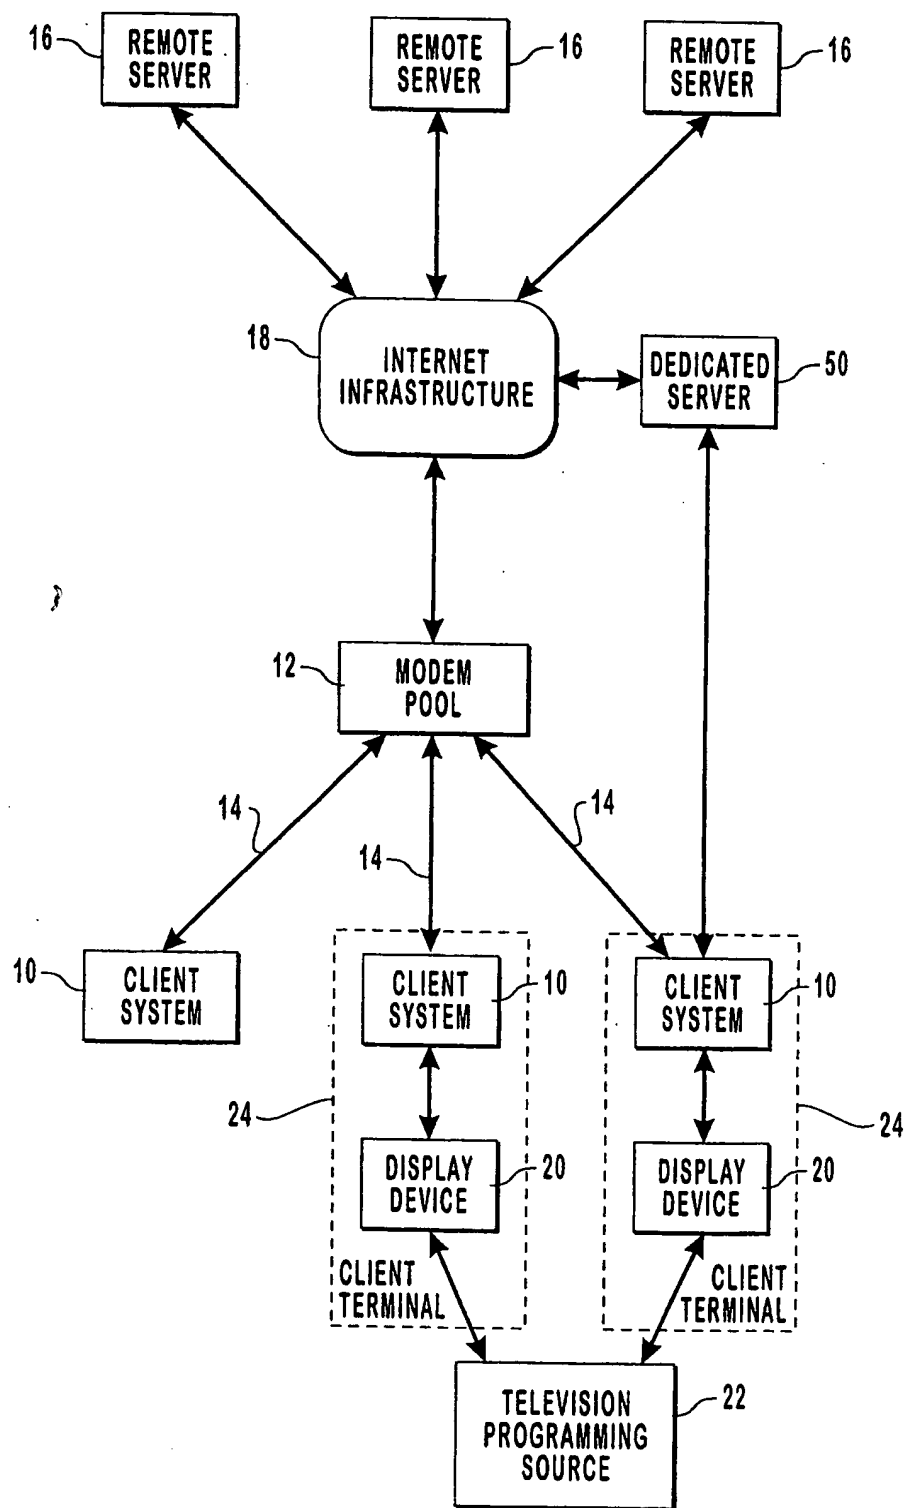 16
REMOTE
SERVER
REMOTE
SERVER
16
REMOTE
SERVER
16
18
INTERNET
INFRASTRUCTURE
DEDICATED
SERVER
50
12
MODEM
POOL
14
14
14
10
CLIENT
SYSTEM
CLIENT
SYSTEM
10
CLIENT
SYSTEM
10
24
24
DISPLAY
DEVICE
20
DISPLAY
DEVICE
20
CLIENT
TERMINAL
CLIENT
TERMINAL
TELEVISION
PROGRAMMING
SOURCE
22